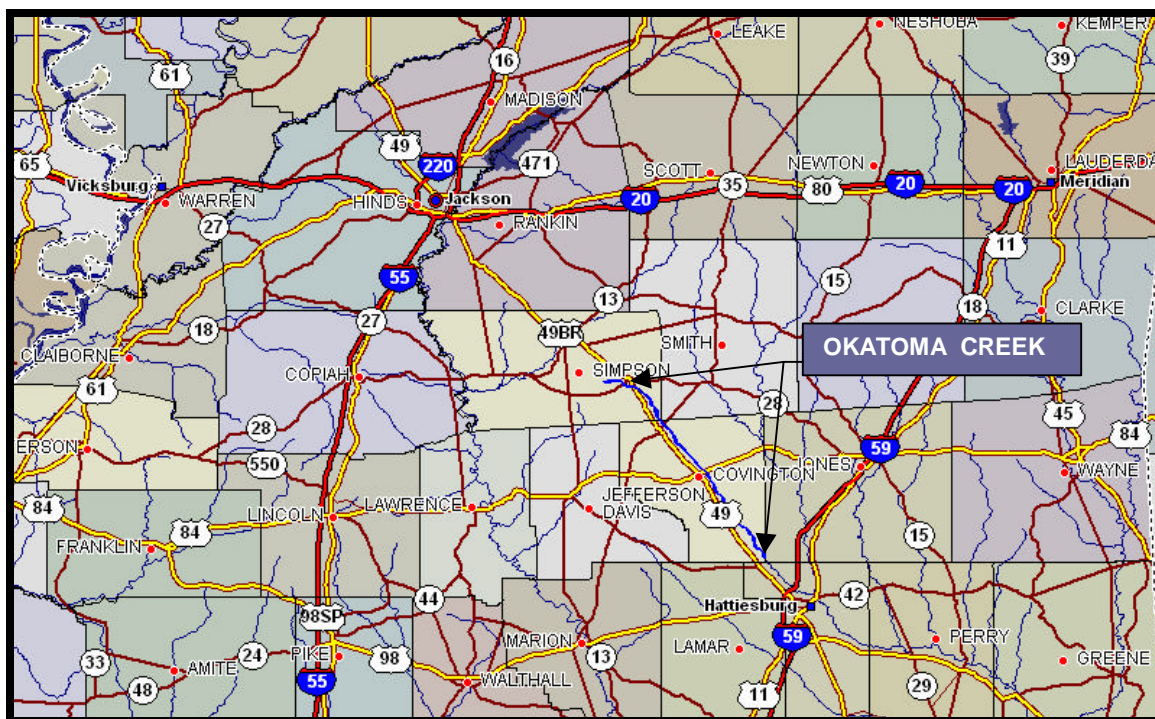 NESHOBA
KEMPER
LEAKE
61
16
39
MADISON
49
65
220
471
SCOTT
NEWTON
LAUDERDA
Vicksburg
35
80
20
20
Meridian
WARREN
HINDS
Jackson
20
27
RANKIN
11
55
15
13
18
27
CLARKE
18
49BR
SMITH
OKATOMA CREEK
CLAIBORNE
COPIAH
SIMPSON
61
28
45
28
84
ERSON
59
550
JONES
WAYNE
COVINGTON
84
LAWRENCE
JEFFERSON
DAVIS
49
LINCOLN
84
15
FRANKLIN
44
42
98SP
Hattiesburg
MARION
59
PERRY
LAMAR
24
PIKE
98
13
GREENE
33
AMITE
55
WALTHALL
48
11
29